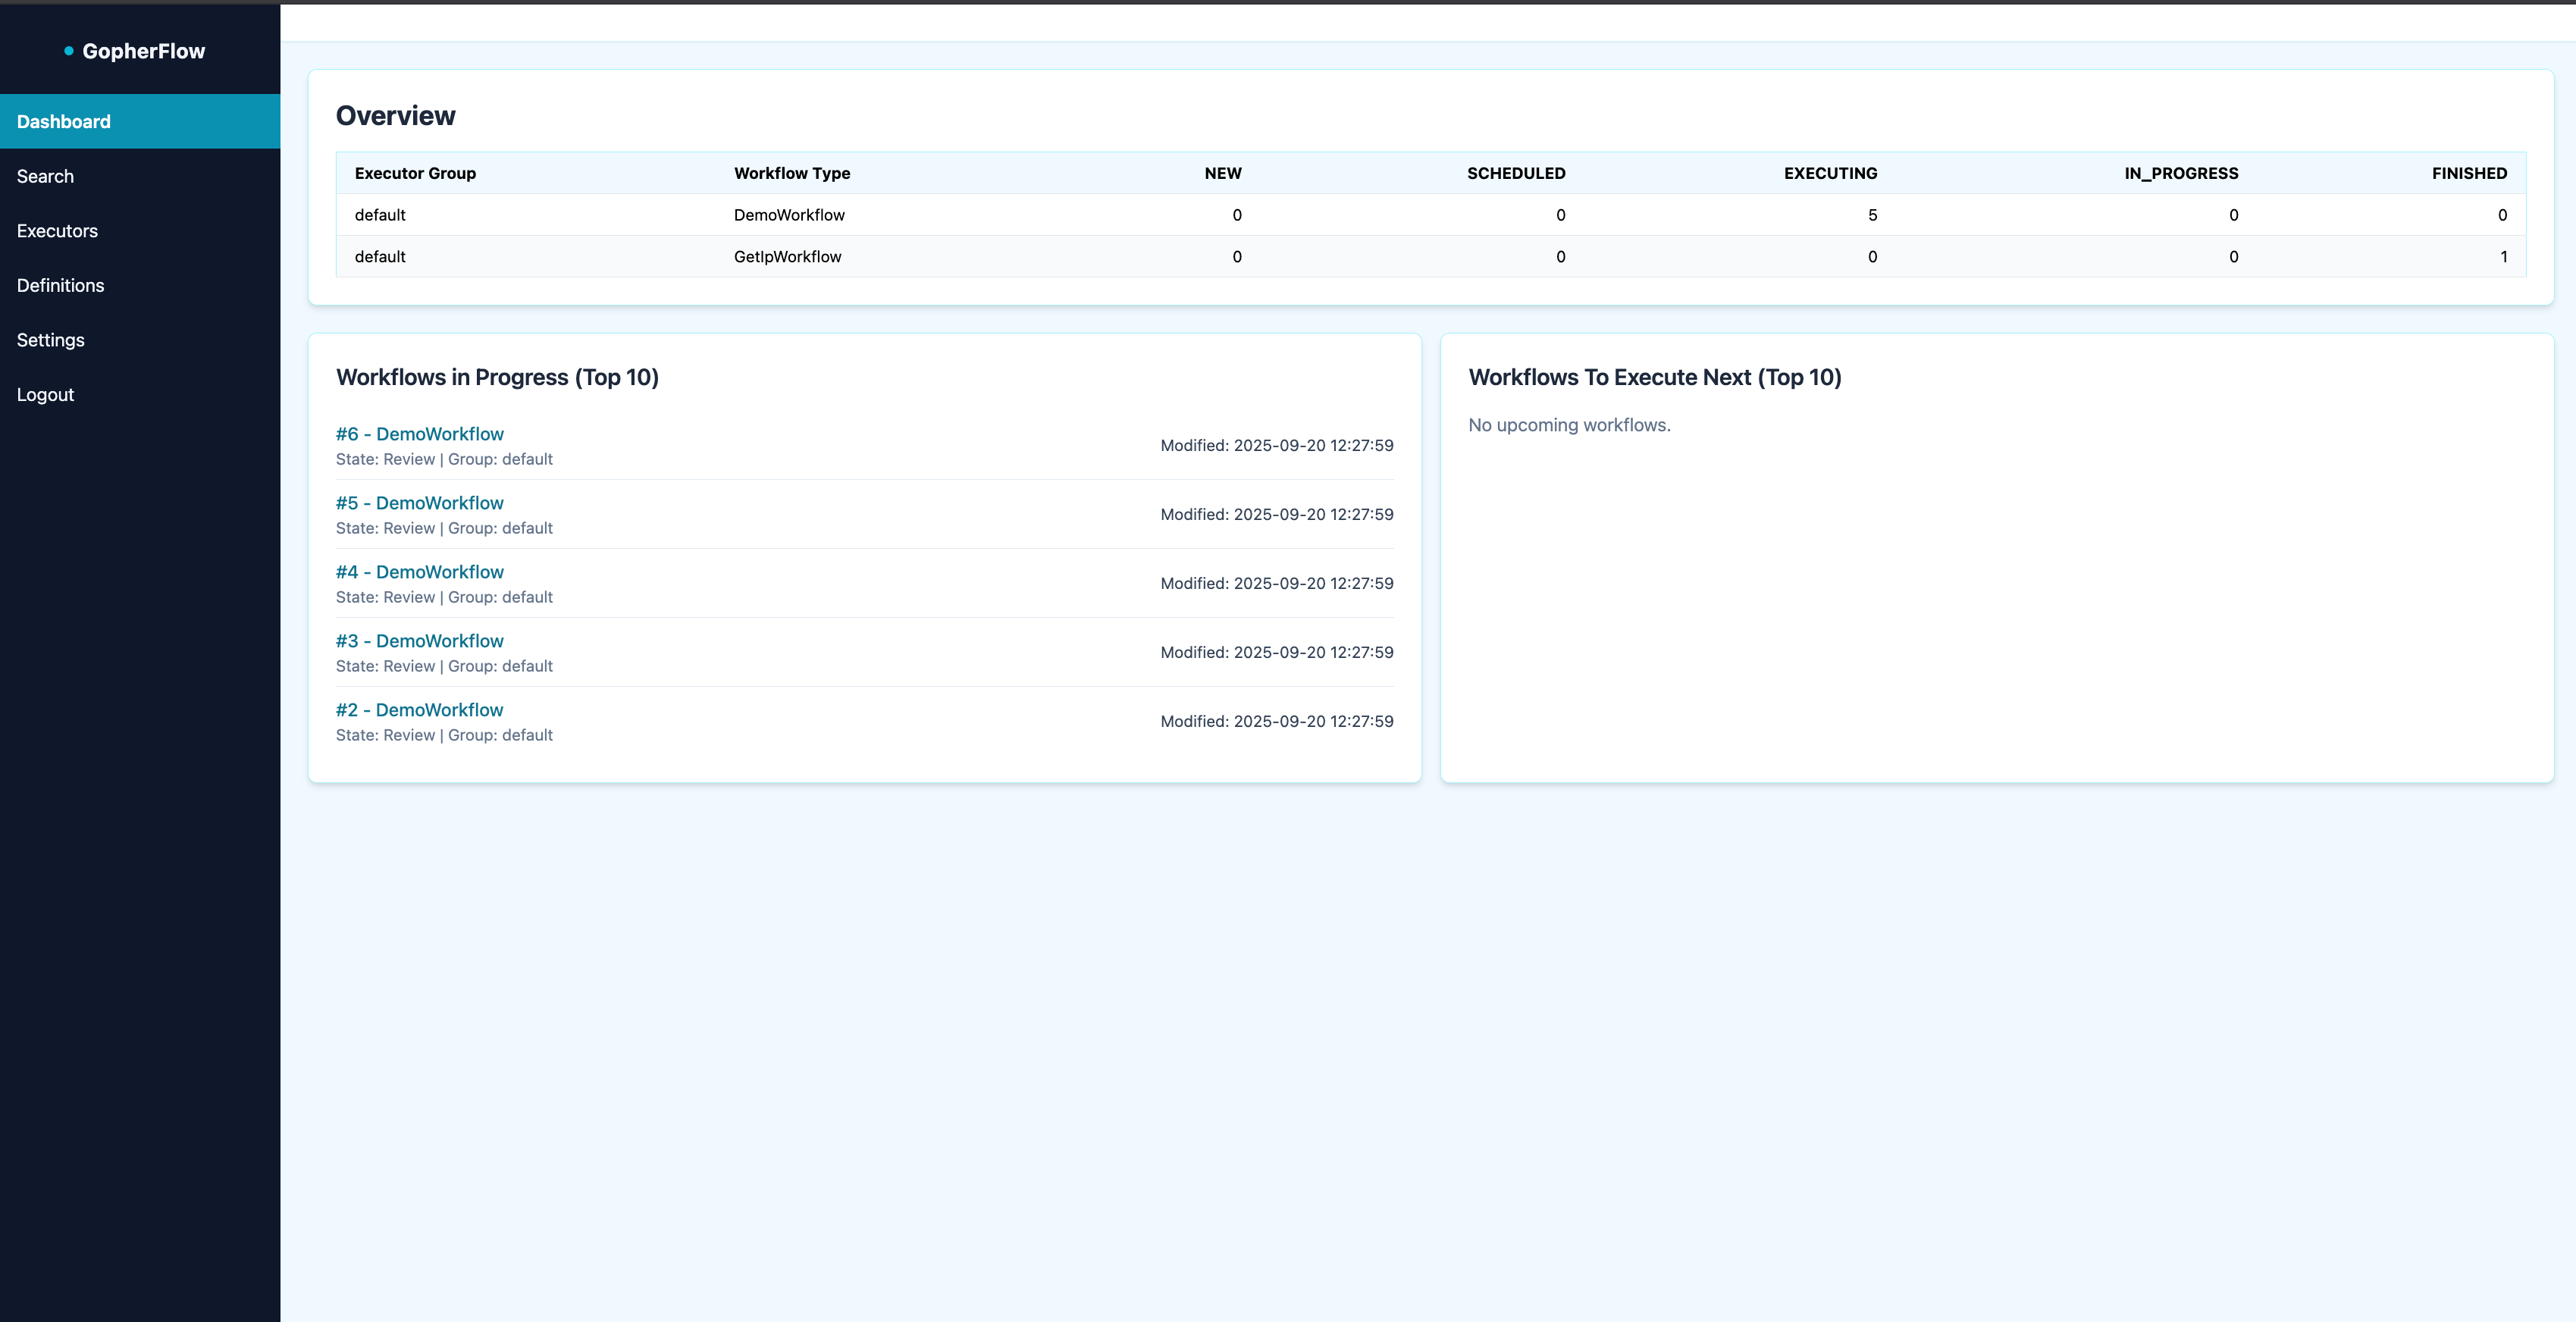 GopherFlow
Dashboard
Search
Executors
Definitions
Settings
Logout
Overview
Executor Group Workflow Type NEW SCHEDULED EXECUTING IN_PROGRESS FINISHED
default DemoWorkflow 0 0 5 0 0
default GetIpWorkflow 0 0 0 0 1
Workflows in Progress (Top 10)
#6 - DemoWorkflow
State: Review | Group: default
Modified: 2025-09-20 12:27:59
#5 - DemoWorkflow
State: Review | Group: default
Modified: 2025-09-20 12:27:59
#4 - DemoWorkflow
State: Review | Group: default
Modified: 2025-09-20 12:27:59
#3 - DemoWorkflow
State: Review | Group: default
Modified: 2025-09-20 12:27:59
#2 - DemoWorkflow
State: Review | Group: default
Modified: 2025-09-20 12:27:59
Workflows To Execute Next (Top 10)
No upcoming workflows.